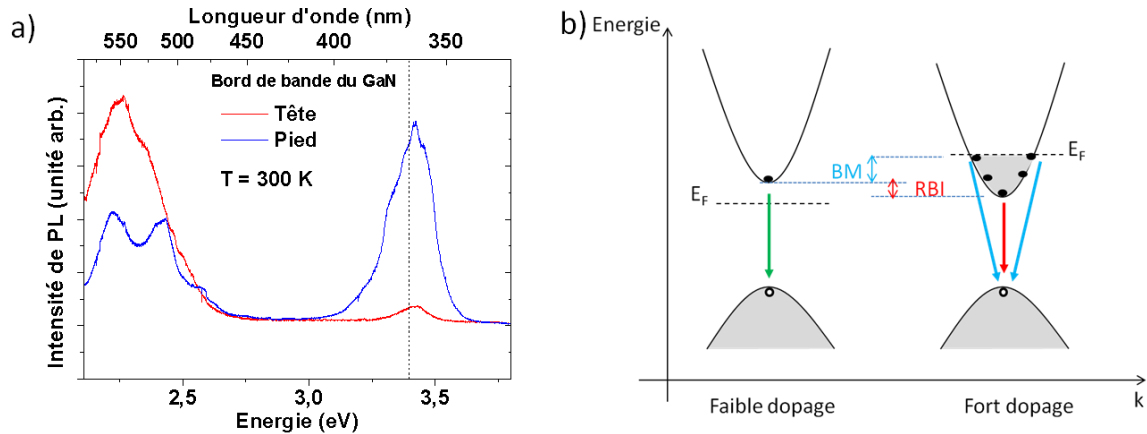 a)
Longueur d'onde (nm)
550 500 450 400 350
Bord de bande du GaN
Tête
Pied
T = 300 K
Intensité de PL (unité arb.)
2,5 3,0 3,5
Energie (eV)
b)
Energie
E_F
BM
RBI
E_F
k
Faible dopage
Fort dopage